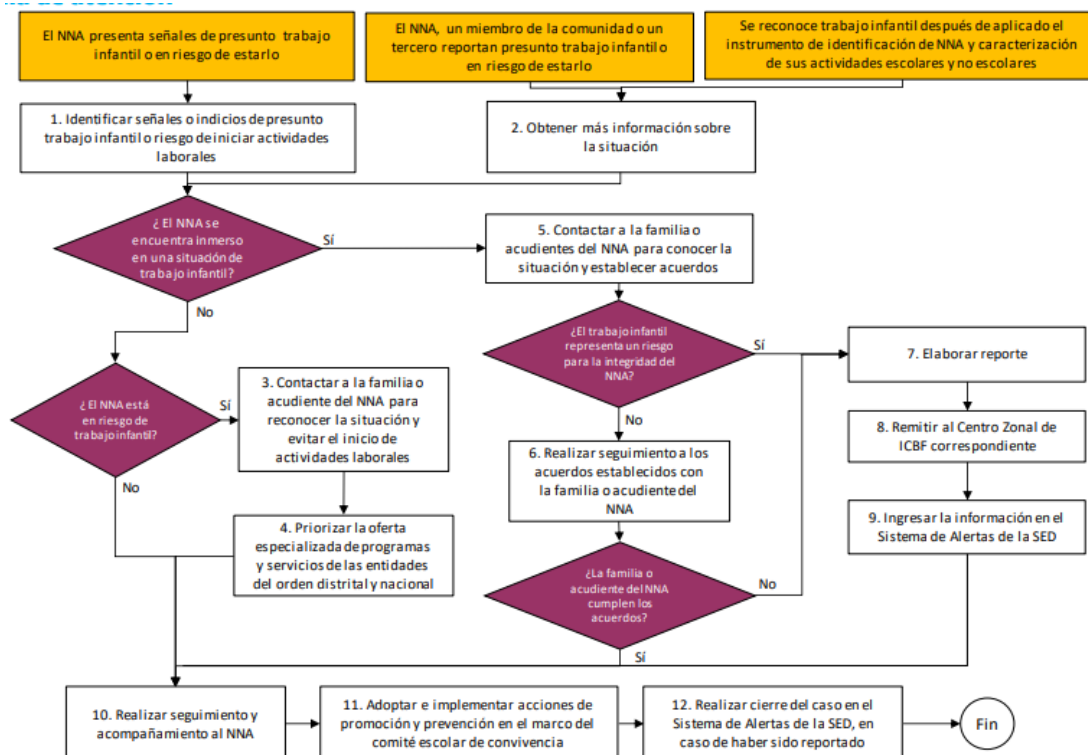 El NNA presenta señales de presunto trabajo
infantil o en riesgo de estarlo
El NNA, un miembro de la comunidad o un
tercero reportan presunto trabajo infantil o
en riesgo de estarlo
Se reconoce trabajo infantil después de aplicado el
instrumento de identificación de NNA y caracterización
de sus actividades escolares y no escolares
1. Identificar señales o indicios de presunto
trabajo infantil o riesgo de iniciar actividades
laborales
2. Obtener más información sobre
la situación
¿ El NNA se
encuentra inmerso
en una situación de
trabajo infantil?
Sí
No
5. Contactar a la familia o
acudientes del NNA para conocer la
situación y establecer acuerdos
¿El trabajo infantil
representa un riesgo
para la integridad del
NNA?
Sí
No
7. Elaborar reporte
¿ El NNA está
en riesgo de
trabajo infantil?
Sí
No
3. Contactar a la familia o
acudiente del NNA para
reconocer la situación y
evitar el inicio de
actividades laborales
8. Remitir al Centro Zonal de
ICBF correspondiente
6. Realizar seguimiento a los
acuerdos establecidos con
la familia o acudiente del
NNA
4. Priorizar la oferta
especializada de programas
y servicios de las entidades
del orden distrital y nacional
9. Ingresar la información en el
Sistema de Alertas de la SED
¿La familia o
acudiente del NNA
cumplen los
acuerdos?
No
Sí
10. Realizar seguimiento y
acompañamiento al NNA
11. Adoptar e implementar acciones de
promoción y prevención en el marco del
comité escolar de convivencia
12. Realizar cierre del caso en el
Sistema de Alertas de la SED, en
caso de haber sido reportado
Fin